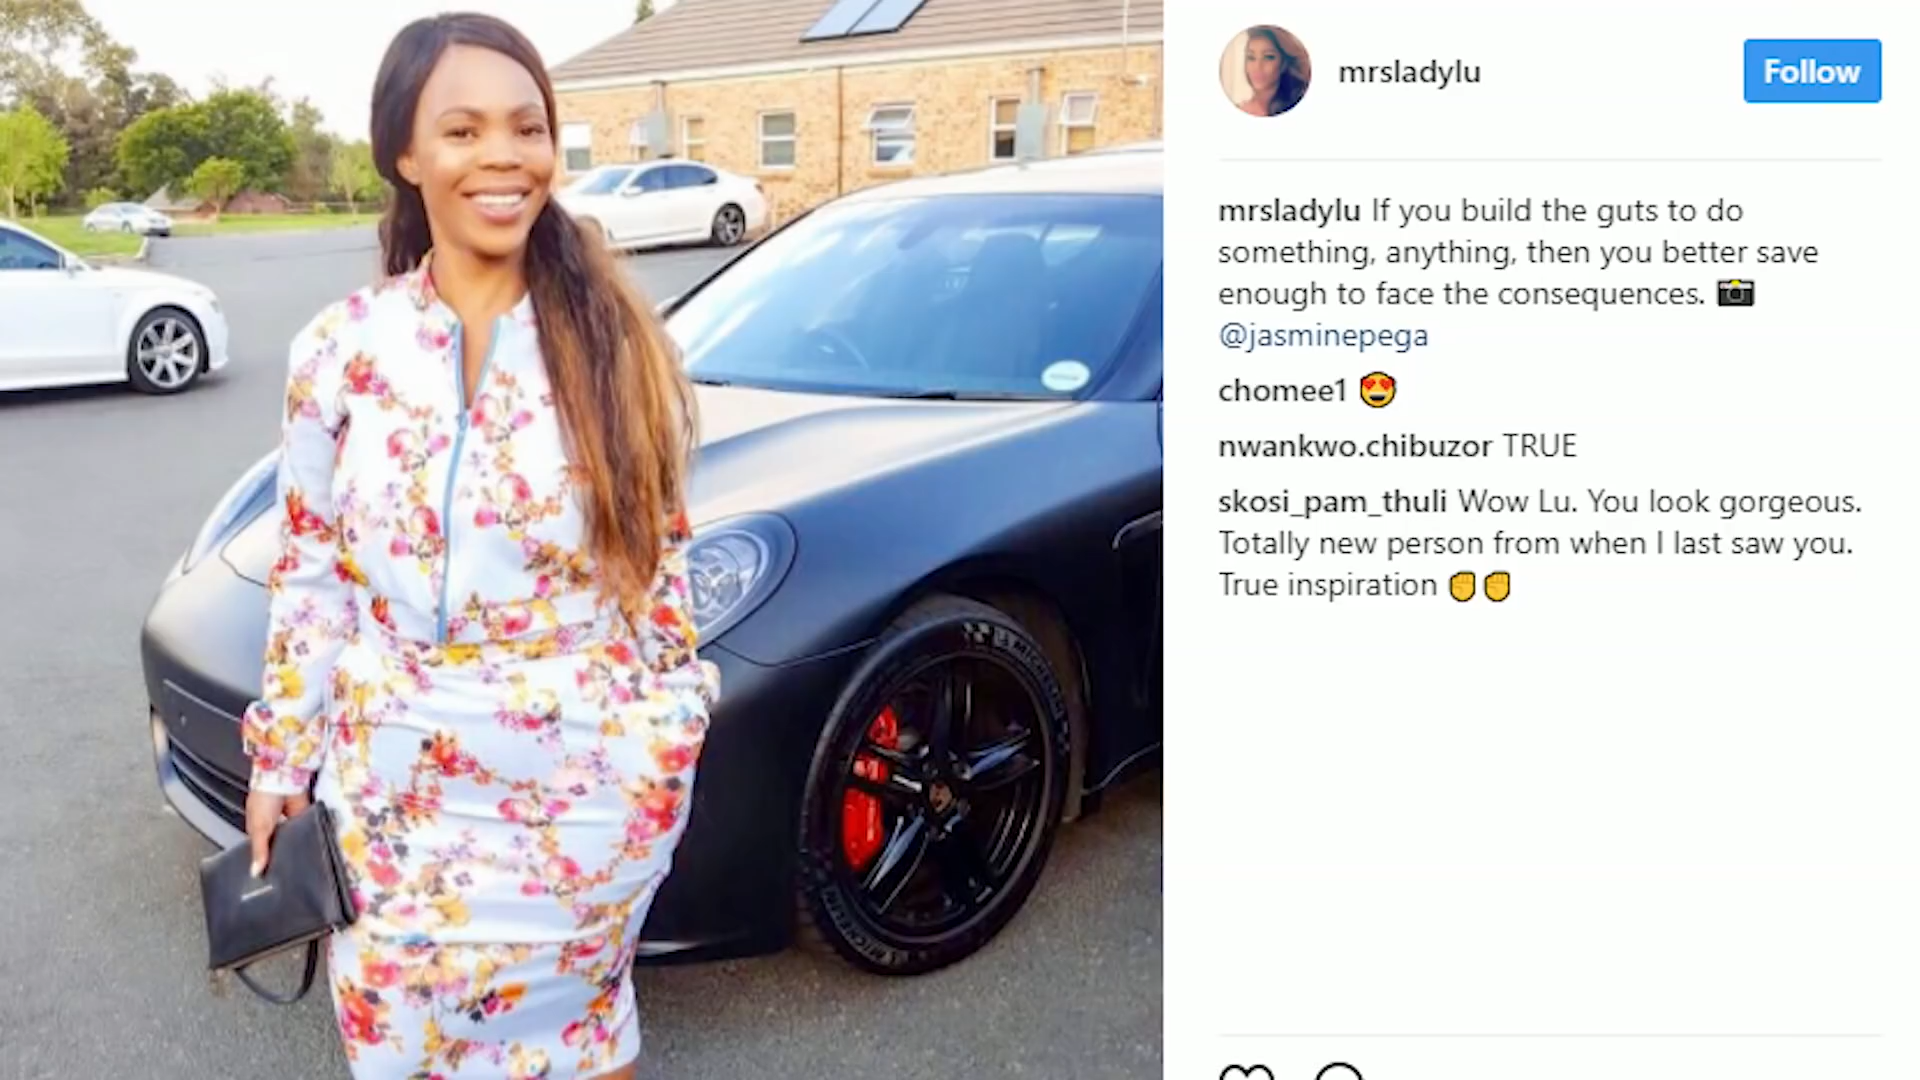 mrsladylu
Follow
mrsladylu If you build the guts to do
something, anything, then you better save
enough to face the consequences. 📷
@jasminepega
chomee1 😍
nwankwo.chibuzor TRUE
skosi_pam_thuli Wow Lu. You look gorgeous.
Totally new person from when I last saw you.
True inspiration ✊✊
MICHELIN
MICHELIN